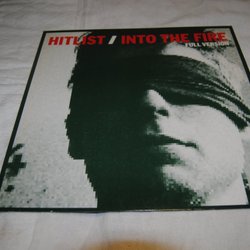 HITLIST / INTO THE FIRE
FULL VERSION